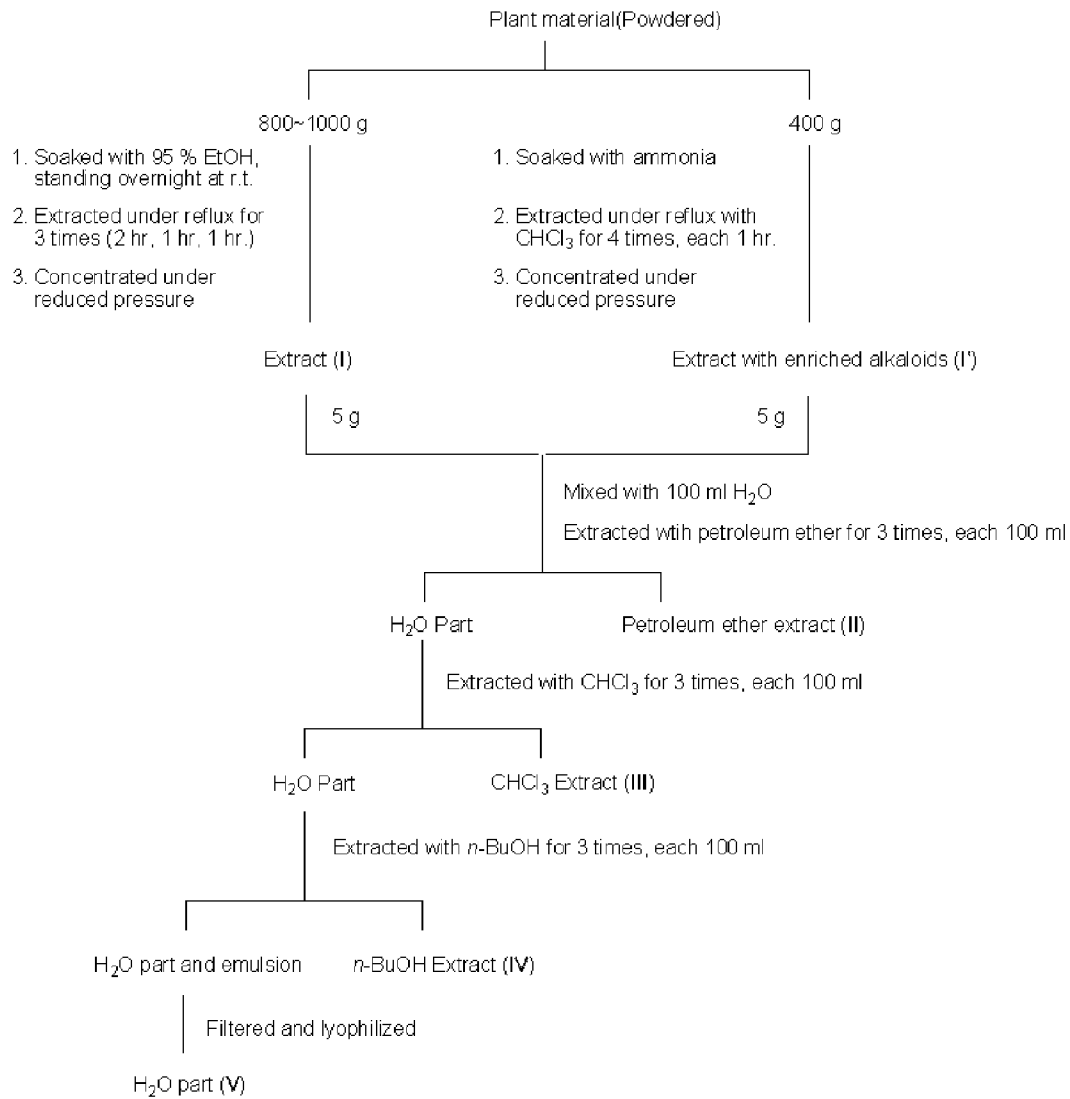 Plant material(Powdered)
800~1000 g
400 g
1. Soaked with 95 % EtOH,
standing overnight at r.t.
2. Extracted under reflux for
3 times (2 hr, 1 hr, 1 hr.)
3. Concentrated under
reduced pressure
1. Soaked with ammonia
2. Extracted under reflux with
CHCl3 for 4 times, each 1 hr.
3. Concentrated under
reduced pressure
Extract (I)
Extract with enriched alkaloids (I')
5 g
5 g
Mixed with 100 ml H2O
Extracted wtih petroleum ether for 3 times, each 100 ml
H2O Part
Petroleum ether extract (II)
Extracted with CHCl3 for 3 times, each 100 ml
H2O Part
CHCl3 Extract (III)
Extracted with n-BuOH for 3 times, each 100 ml
H2O part and emulsion
n-BuOH Extract (IV)
Filtered and lyophilized
H2O part (V)